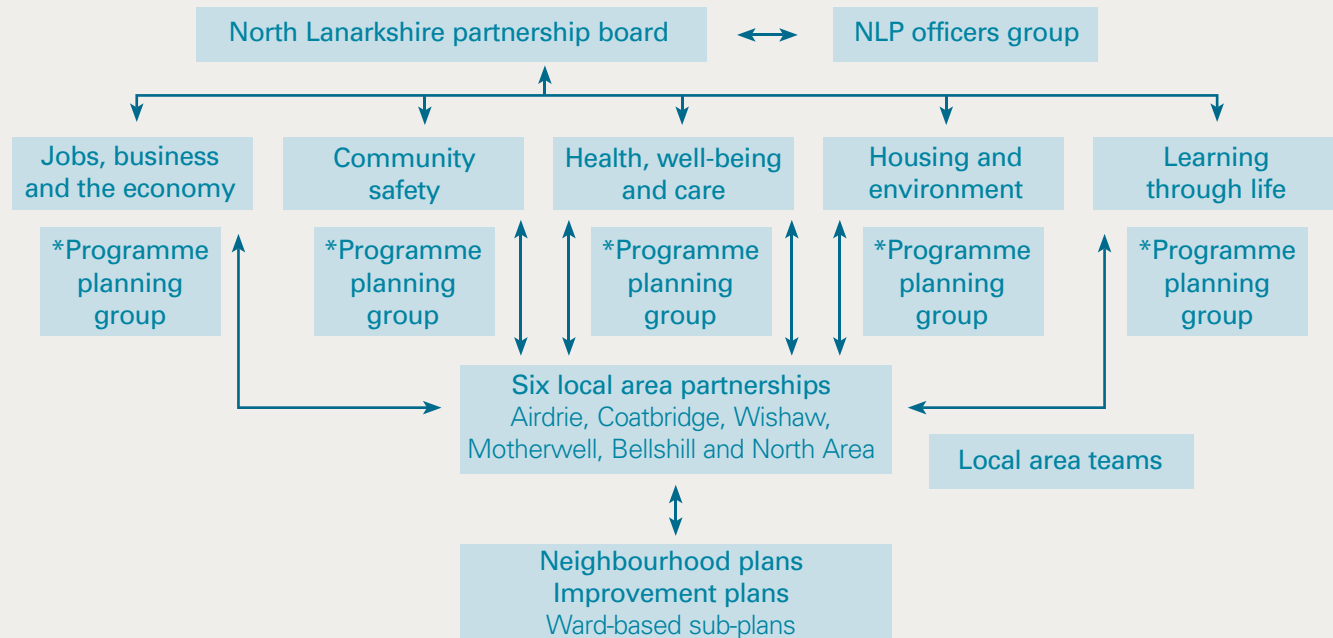 North Lanarkshire partnership board
NLP officers group
Jobs, business
and the economy
Community
safety
Health, well-being
and care
Housing and
environment
Learning
through life
*Programme
planning
group
*Programme
planning
group
*Programme
planning
group
*Programme
planning
group
*Programme
planning
group
Six local area partnerships
Airdrie, Coatbridge, Wishaw,
Motherwell, Bellshill and North Area
Local area teams
Neighbourhood plans
Improvement plans
Ward-based sub-plans